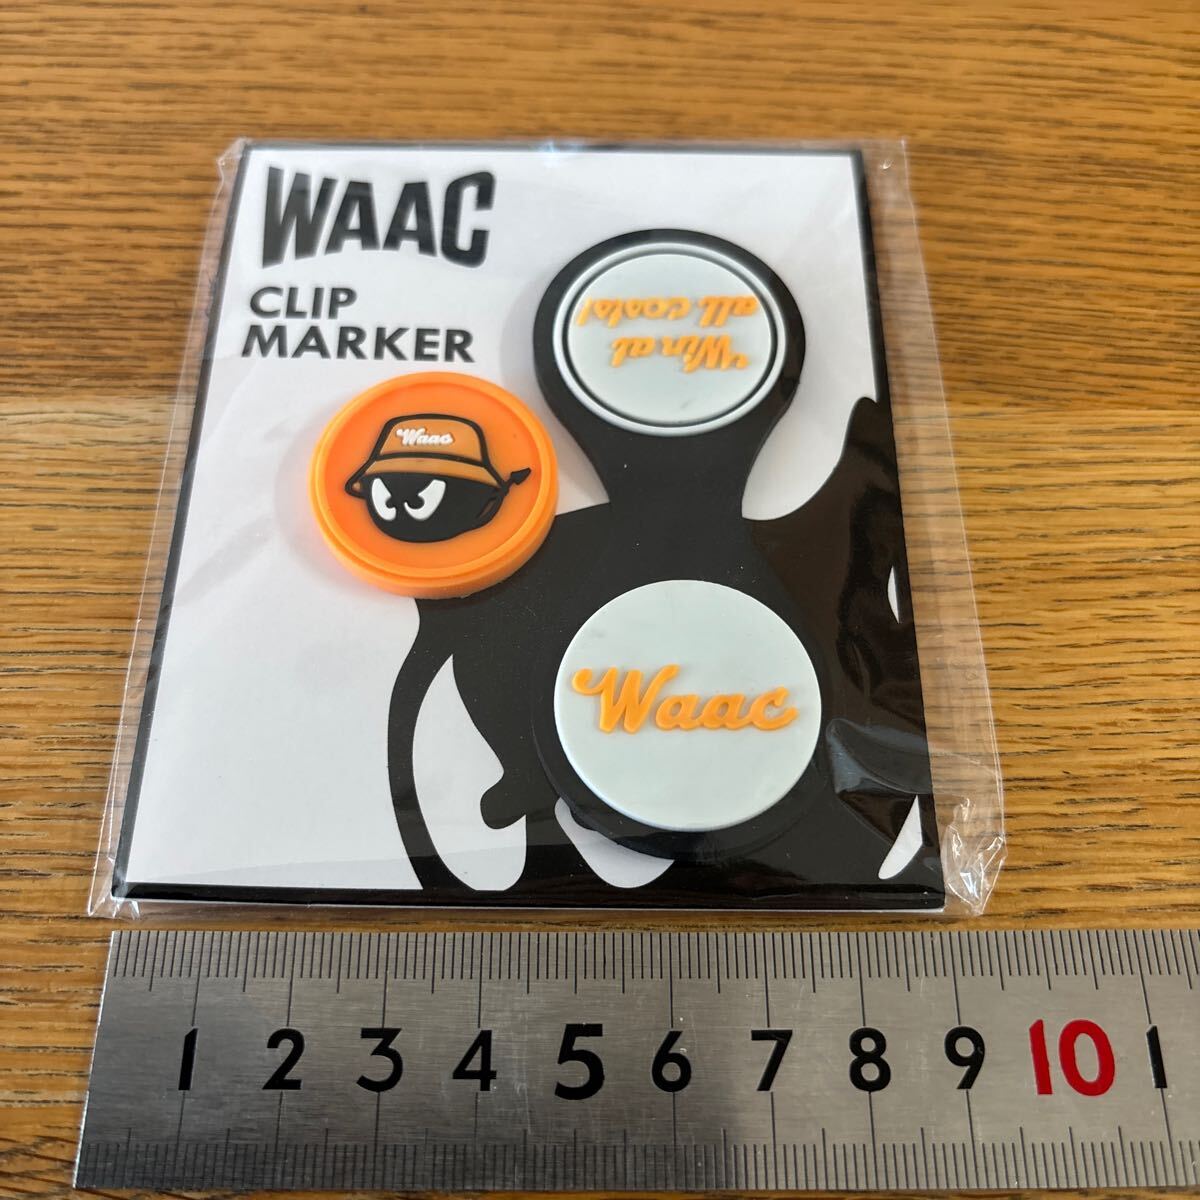 WAAC
CLIP
MARKER
Win at
all costs!
Waac
Waac
1 2 3 4 5 6 7 8 9 10 1